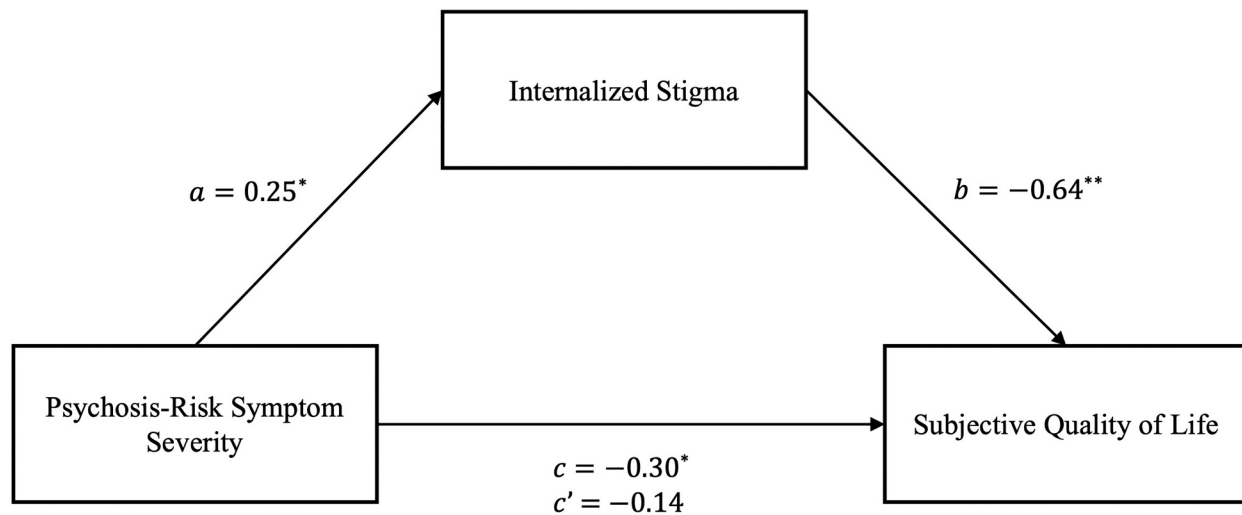 Internalized Stigma
a = 0.25*
b = −0.64**
Psychosis-Risk Symptom
Severity
Subjective Quality of Life
c = −0.30*
c’ = −0.14